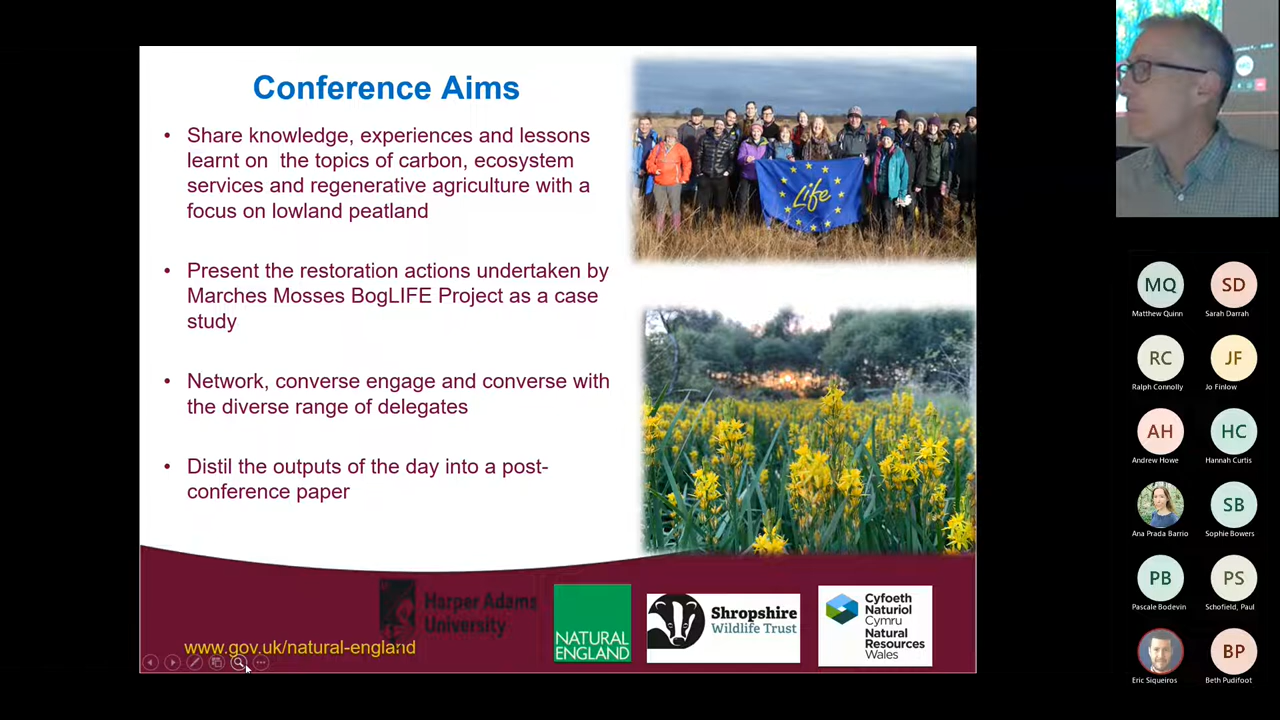 Conference Aims
• Share knowledge, experiences and lessons
learnt on the topics of carbon, ecosystem
services and regenerative agriculture with a
focus on lowland peatland
• Present the restoration actions undertaken by
Marches Mosses BogLIFE Project as a case
study
• Network, converse engage and converse with
the diverse range of delegates
• Distil the outputs of the day into a post-
conference paper
Life
Harper Adams
University
NATURAL
ENGLAND
Shropshire
Wildlife Trust
Cyfoeth
Naturiol
Cymru
Natural
Resources
Wales
www.gov.uk/natural-england
MQ
Matthew Quinn
SD
Sarah Darrah
RC
Ralph Connolly
JF
Jo Finlow
AH
Andrew Howe
HC
Hannah Curtis
Ana Prada Barrio
SB
Sophie Bowers
PB
Pascale Bodevin
PS
Schofield, Paul
Eric Siqueiros
BP
Beth Pudifoot